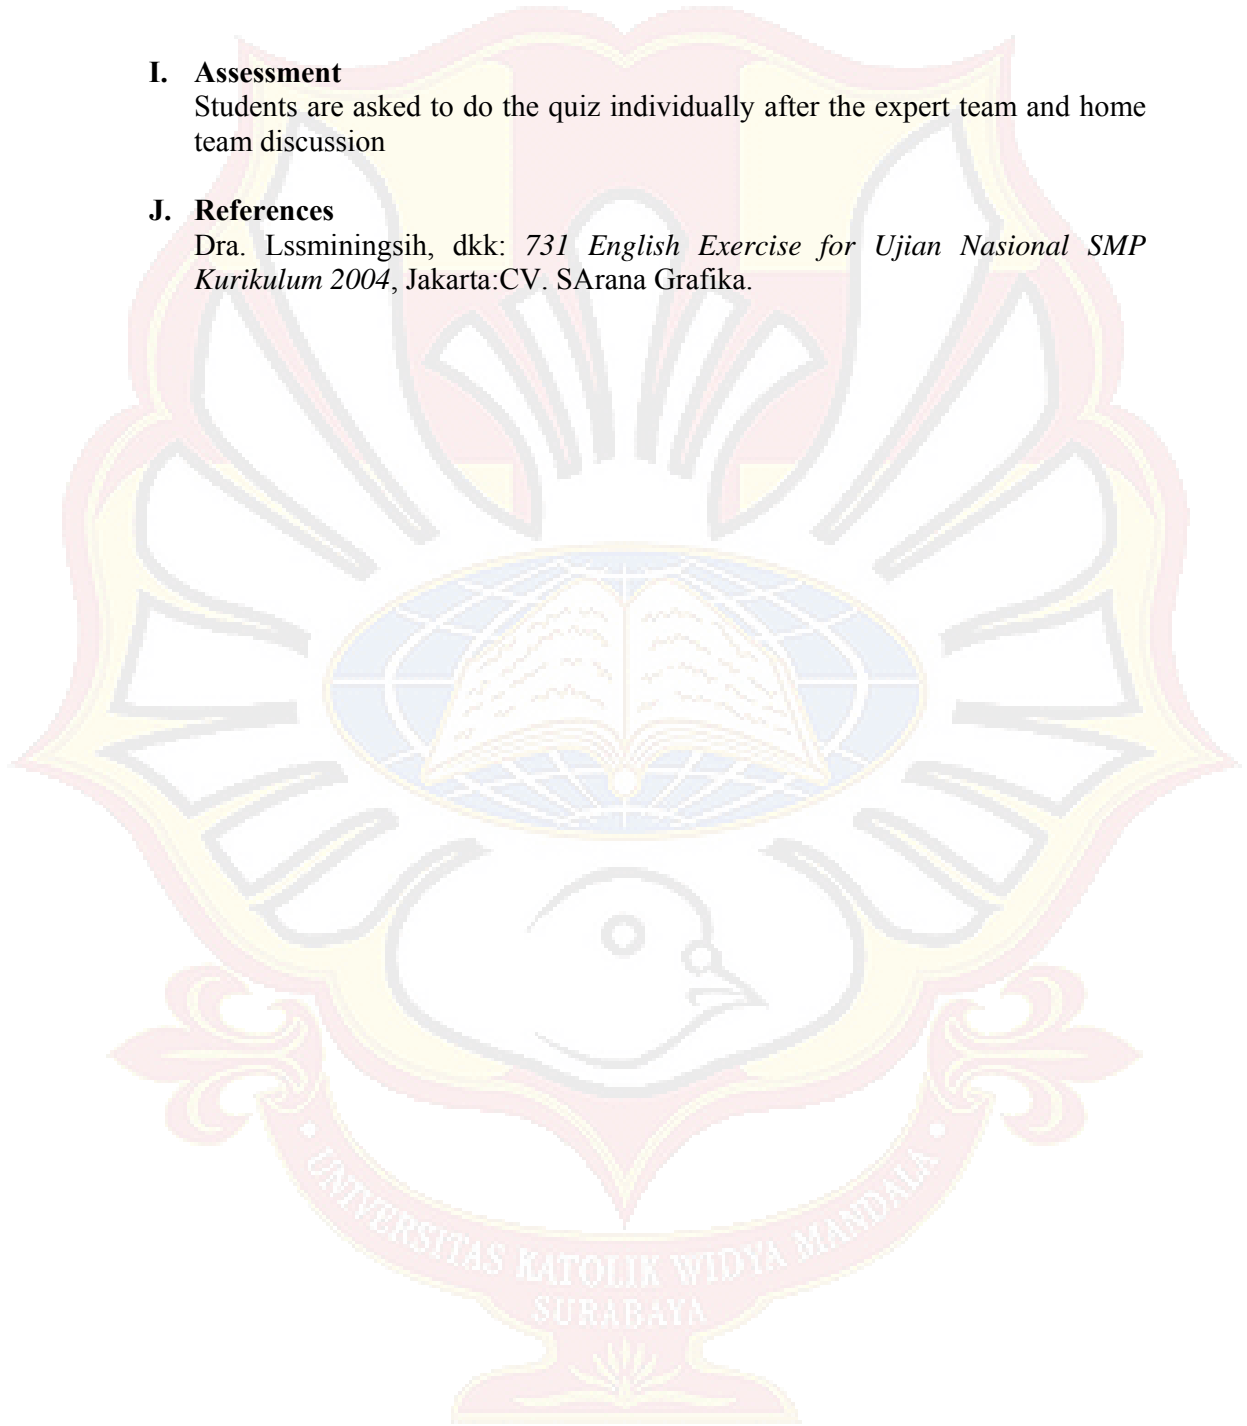 I. Assessment
Students are asked to do the quiz individually after the expert team and home
team discussion
J. References
Dra. Lssminingsih, dkk: 731 English Exercise for Ujian Nasional SMP
Kurikulum 2004, Jakarta:CV. SArana Grafika.
UNIVERSITAS KATOLIK WIDYA MANDALA
SURABAYA